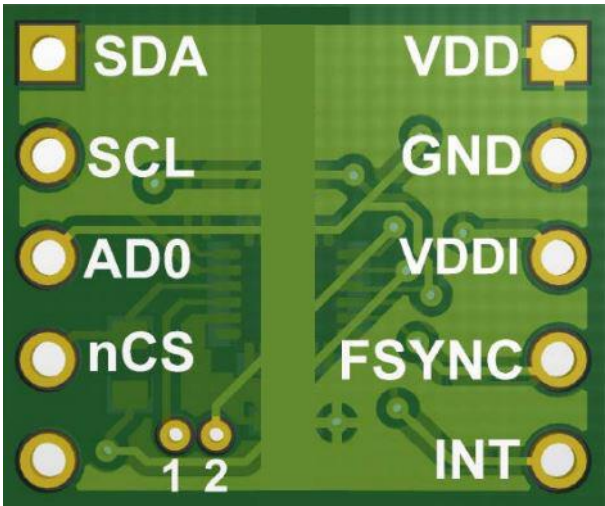 SDA VDD
SCL GND
AD0 VDDI
nCS FSYNC
1 2 INT